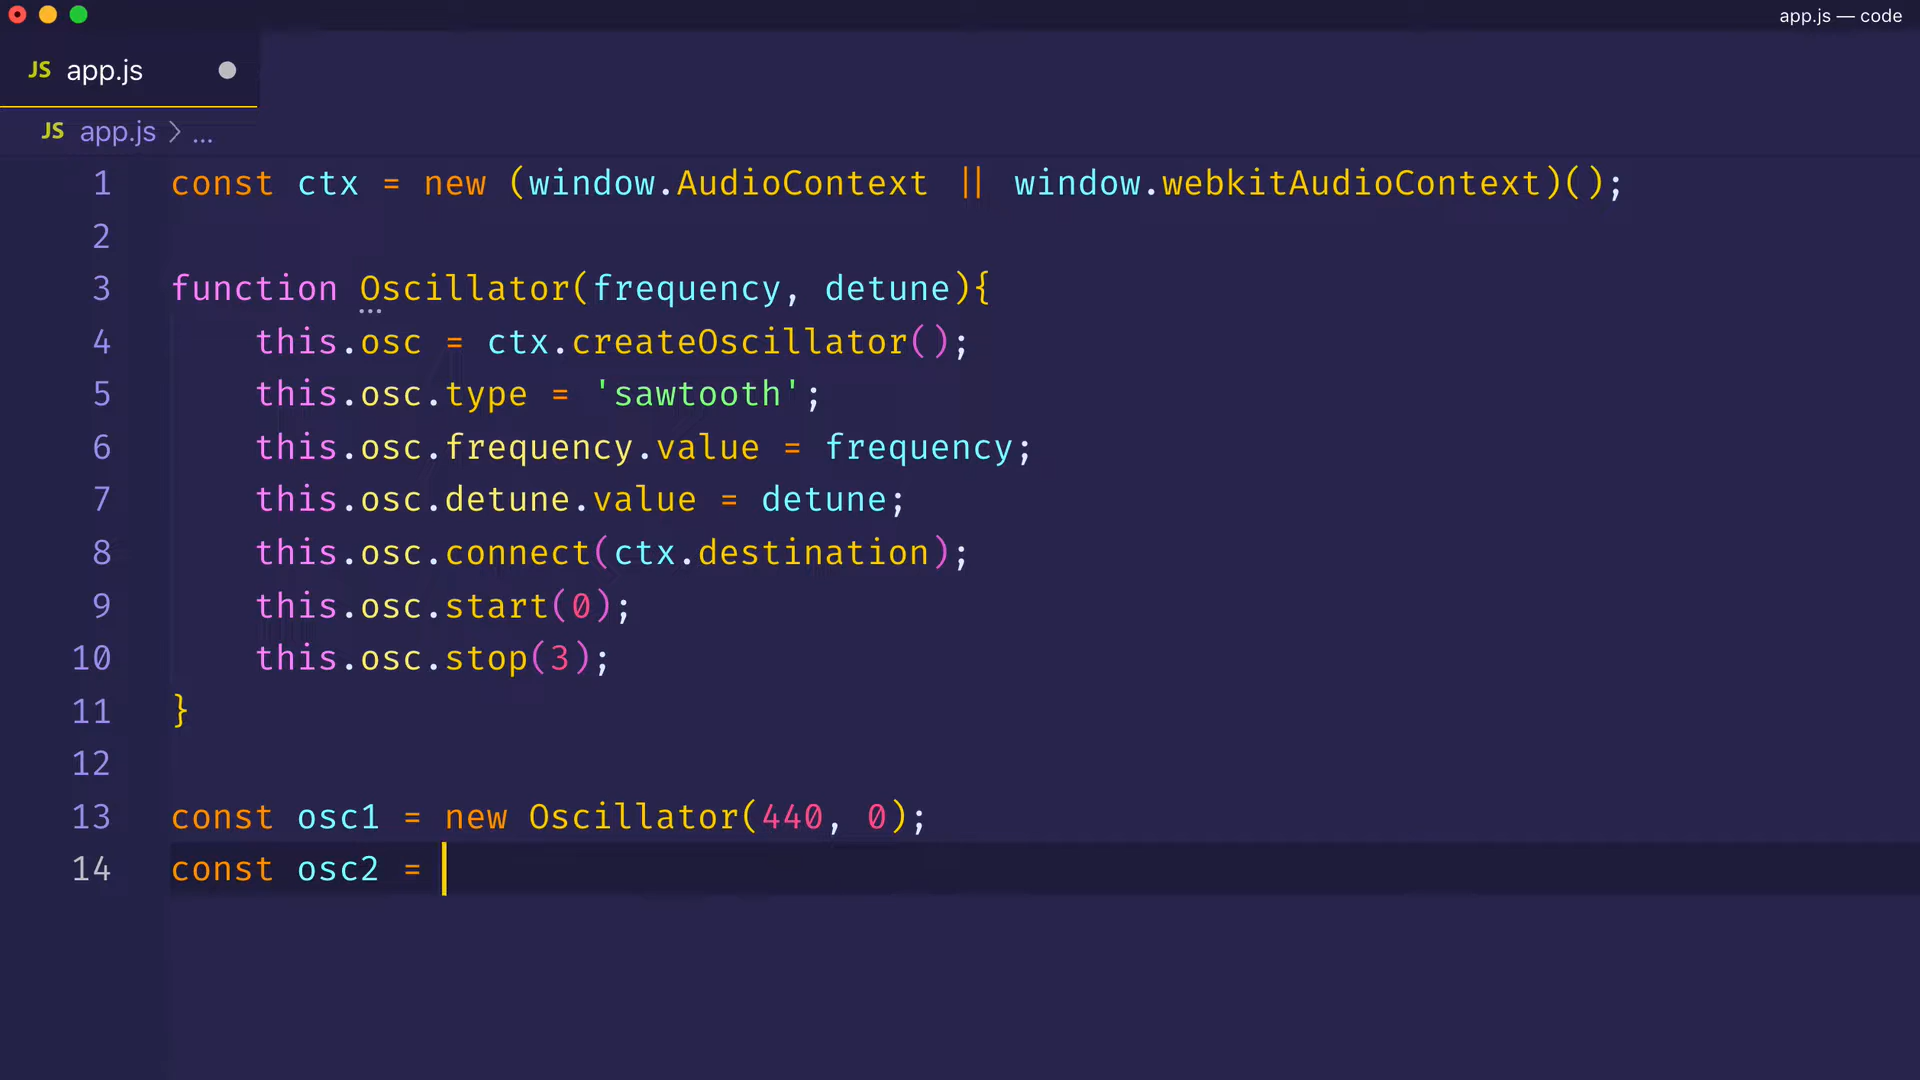 app.js — code
JS app.js
JS app.js > ...
1 const ctx = new (window.AudioContext || window.webkitAudioContext)();
2
3 function Oscillator(frequency, detune){
4     this.osc = ctx.createOscillator();
5     this.osc.type = 'sawtooth';
6     this.osc.frequency.value = frequency;
7     this.osc.detune.value = detune;
8     this.osc.connect(ctx.destination);
9     this.osc.start(0);
10     this.osc.stop(3);
11 }
12
13 const osc1 = new Oscillator(440, 0);
14 const osc2 =